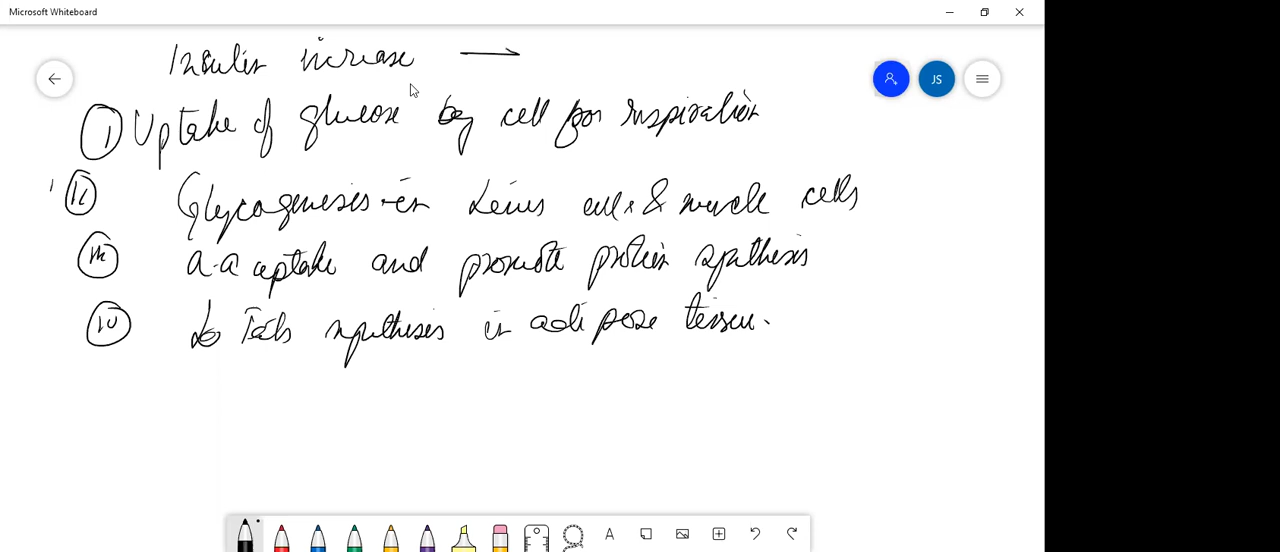 Microsoft Whiteboard
Insulin increase →
JS
(i) Uptake of glucose by cell for respiration
(ii) Glycogenesis in Liver cells & muscle cells
(iii) a.a uptake and promote protein synthesis
(iv) Fats synthesis in adipose tissue.
A